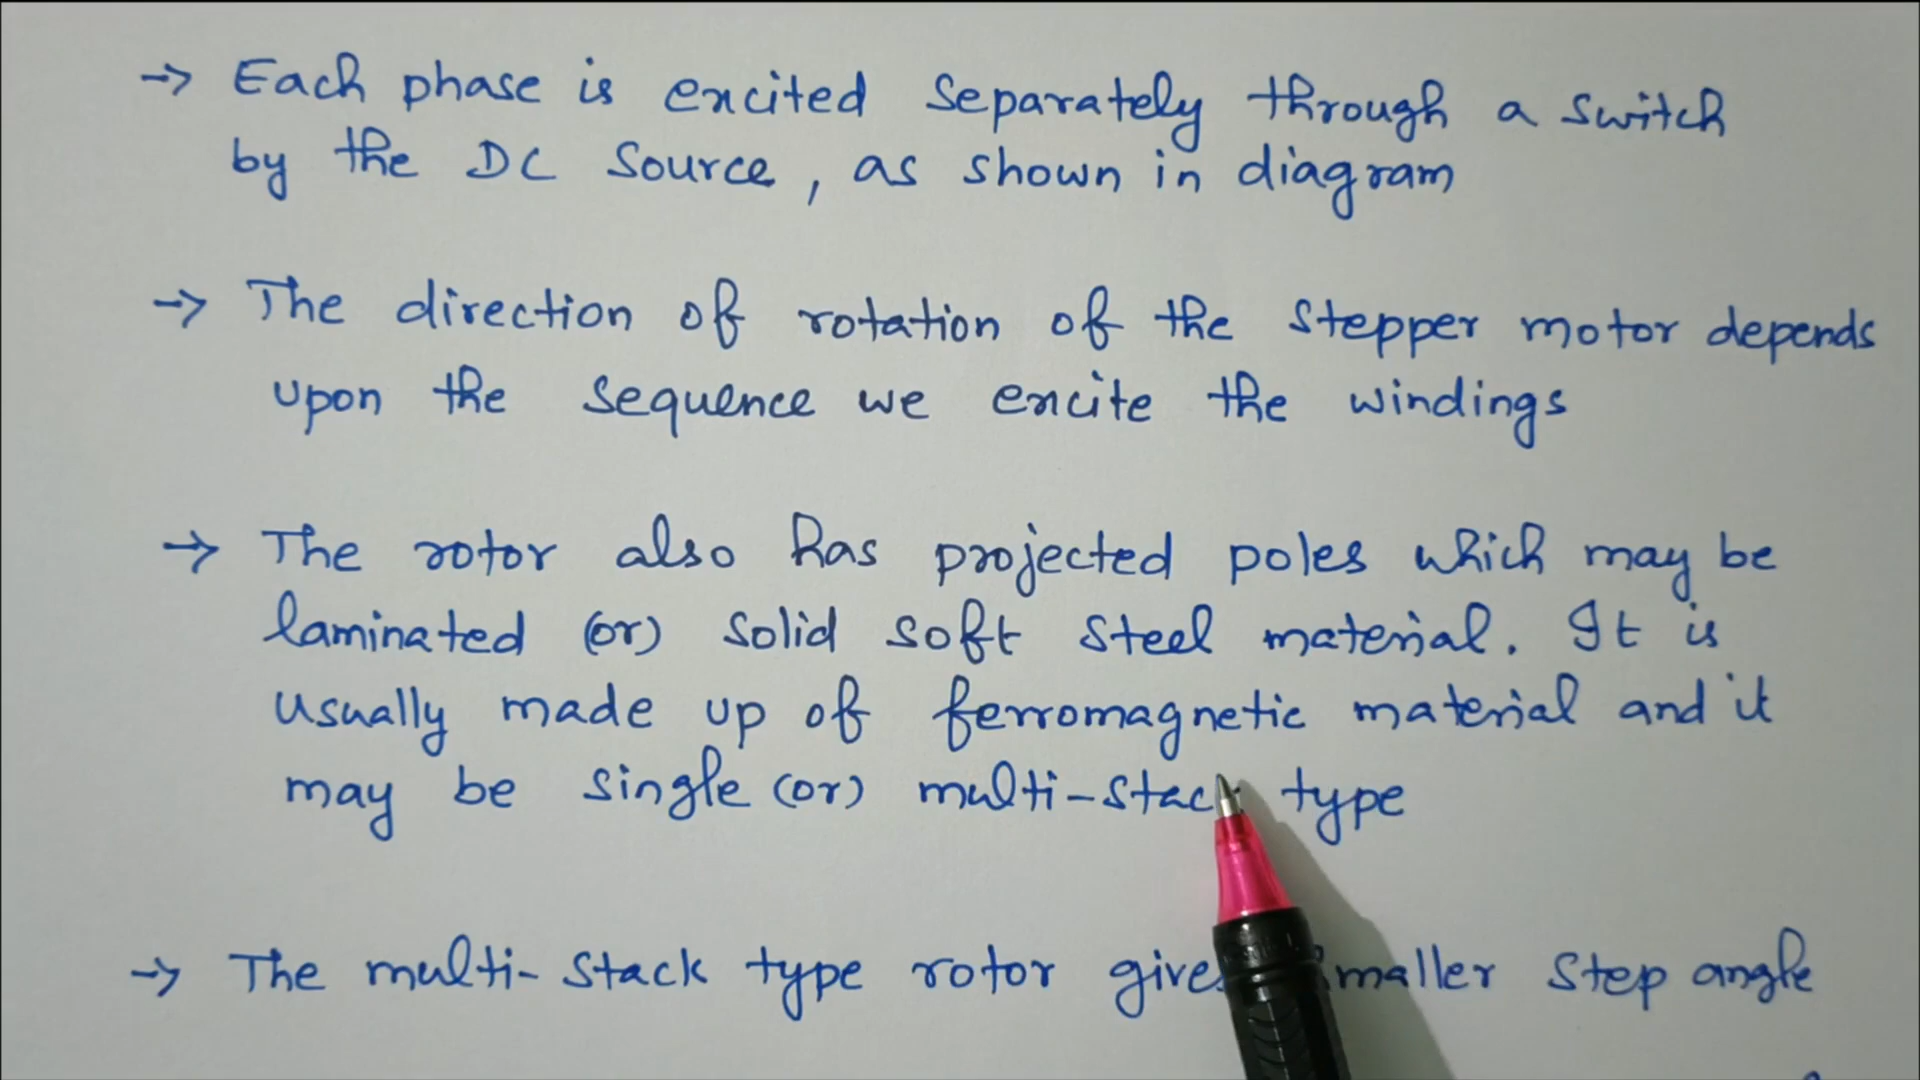 → Each phase is excited separately through a switch
by the DC source, as shown in diagram
→ The direction of rotation of the stepper motor depends
upon the sequence we excite the windings
→ The rotor also has projected poles which may be
laminated (or) solid soft steel material. It is
usually made up of ferromagnetic material and it
may be single (or) multi-stack type
→ The multi-stack type rotor gives smaller step angle